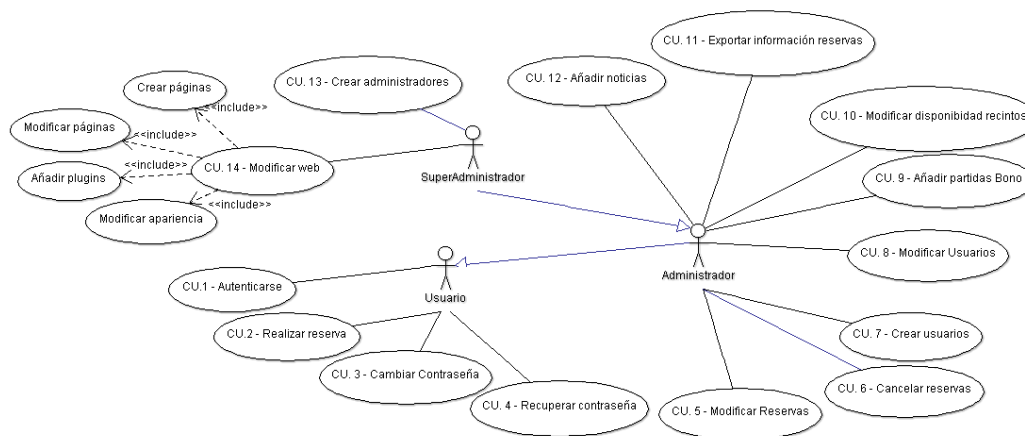 CU. 11 - Exportar información reservas
CU. 12 - Añadir noticias
CU. 13 - Crear administradores
Crear páginas
<<include>>
CU. 10 - Modificar disponibidad recintos
Modificar páginas
<<include>>
SuperAdministrador
CU. 14 - Modificar web
<<include>>
Añadir plugins
CU. 9 - Añadir partidas Bono
<<include>>
Modificar apariencia
CU. 8 - Modificar Usuarios
Administrador
CU.1 - Autenticarse
Usuario
CU.2 - Realizar reserva
CU. 7 - Crear usuarios
CU. 3 - Cambiar Contraseña
CU. 6 - Cancelar reservas
CU. 4 - Recuperar contraseña
CU. 5 - Modificar Reservas